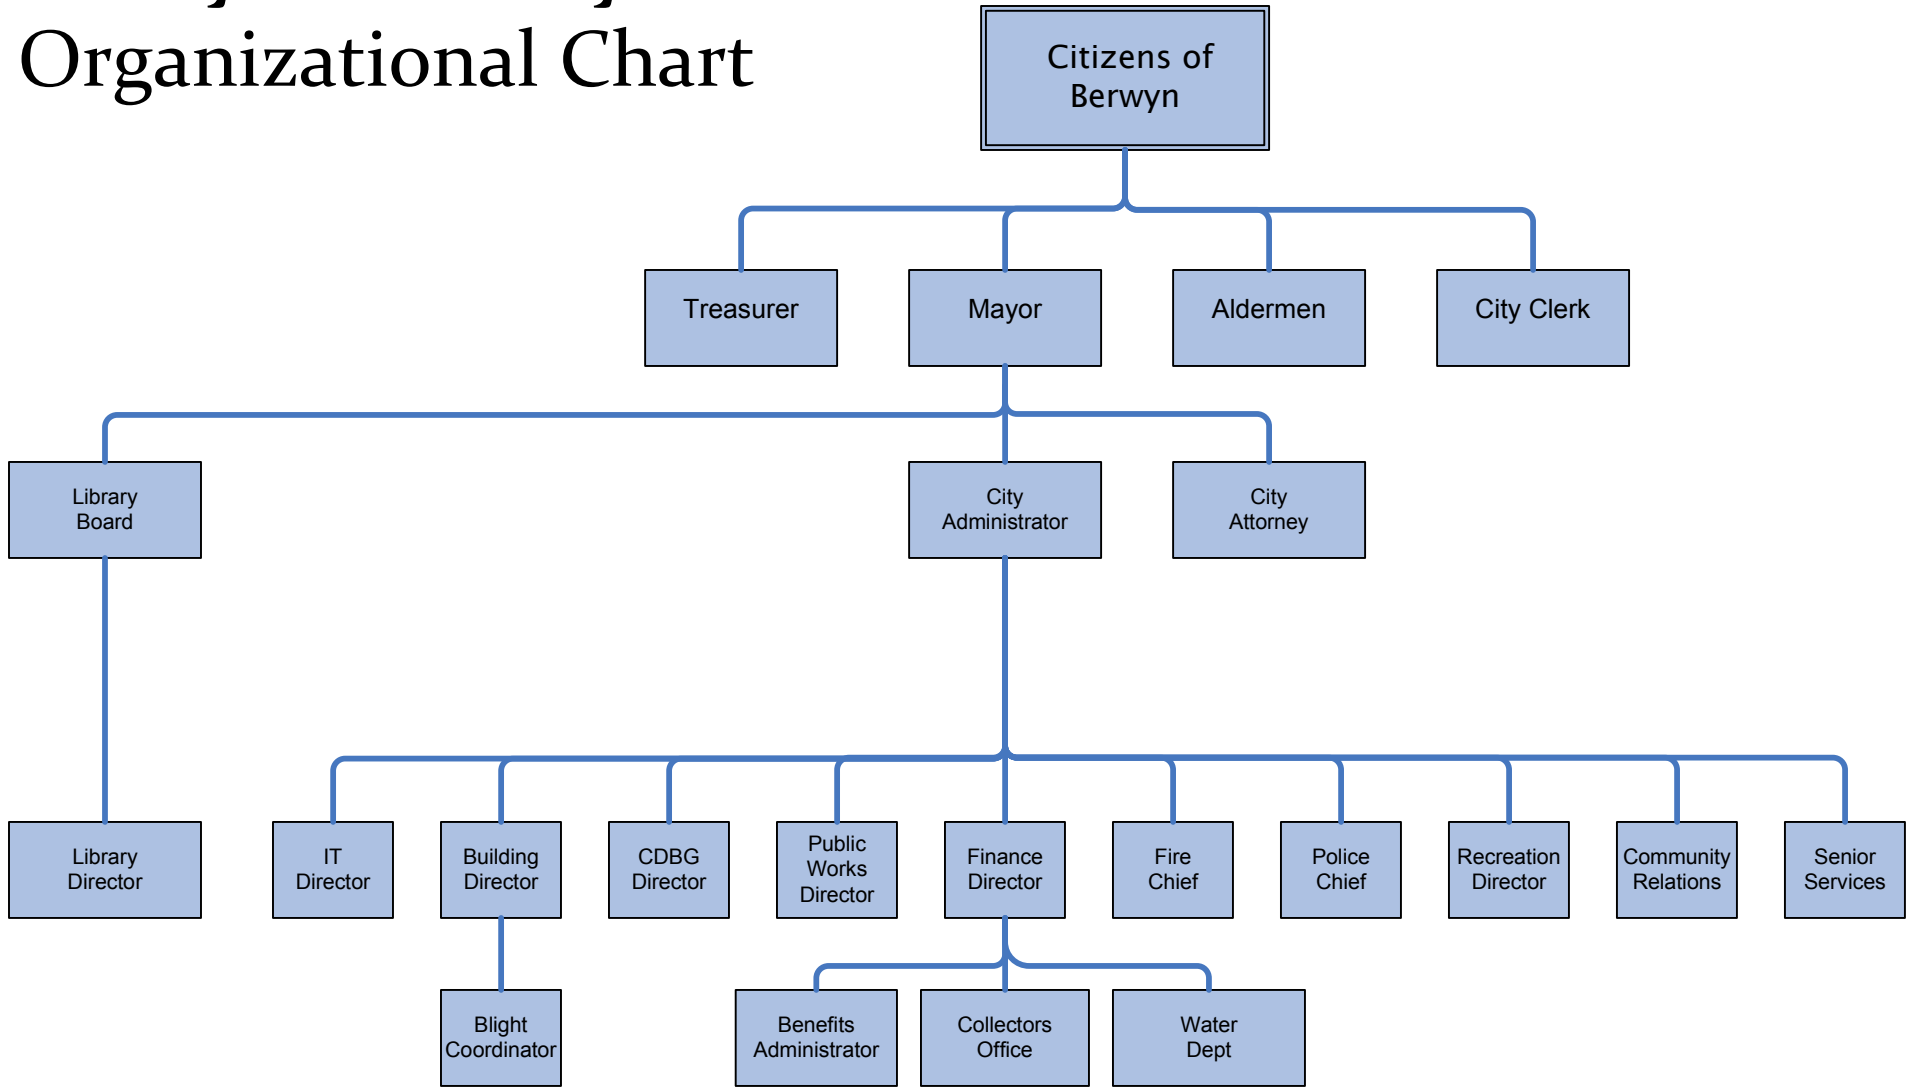 Organizational Chart
Citizens of
Berwyn
Treasurer
Mayor
Aldermen
City Clerk
Library
Board
City
Administrator
City
Attorney
Library
Director
IT
Director
Building
Director
CDBG
Director
Public
Works
Director
Finance
Director
Fire
Chief
Police
Chief
Recreation
Director
Community
Relations
Senior
Services
Blight
Coordinator
Benefits
Administrator
Collectors
Office
Water
Dept